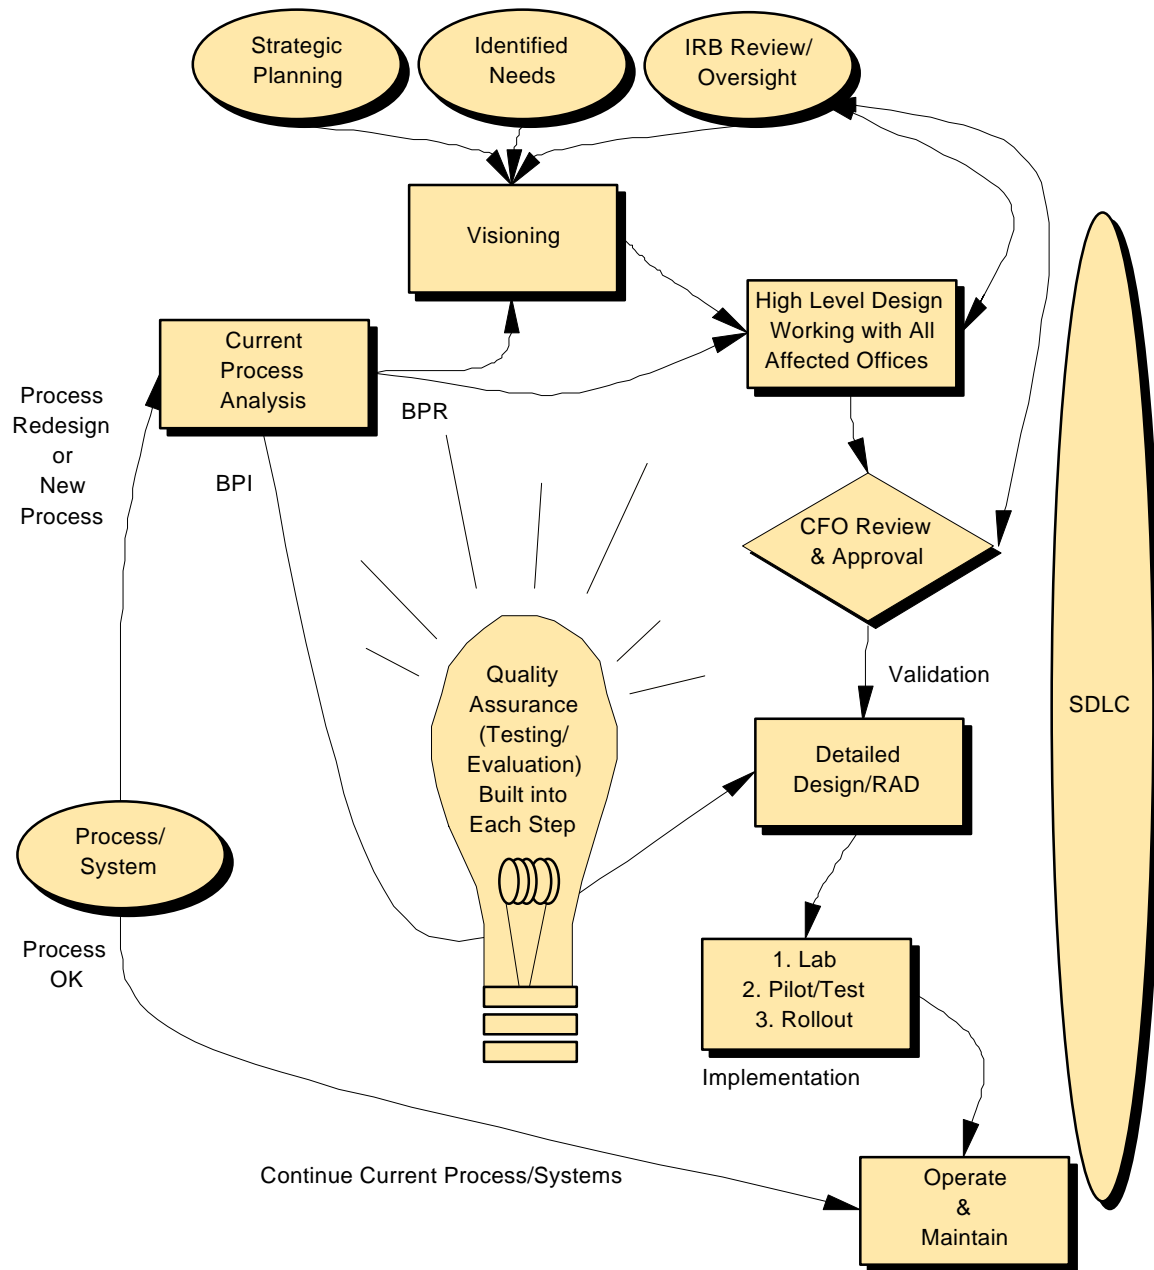 Strategic
Planning
Identified
Needs
IRB Review/
Oversight
Visioning
High Level Design
Working with All
Affected Offices
Current
Process
Analysis
Process
Redesign
or
New
Process
BPR
BPI
CFO Review
& Approval
Validation
SDLC
Quality
Assurance
(Testing/
Evaluation)
Built into
Each Step
Detailed
Design/RAD
Process/
System
Process
OK
1. Lab
2. Pilot/Test
3. Rollout
Implementation
Continue Current Process/Systems
Operate
&
Maintain